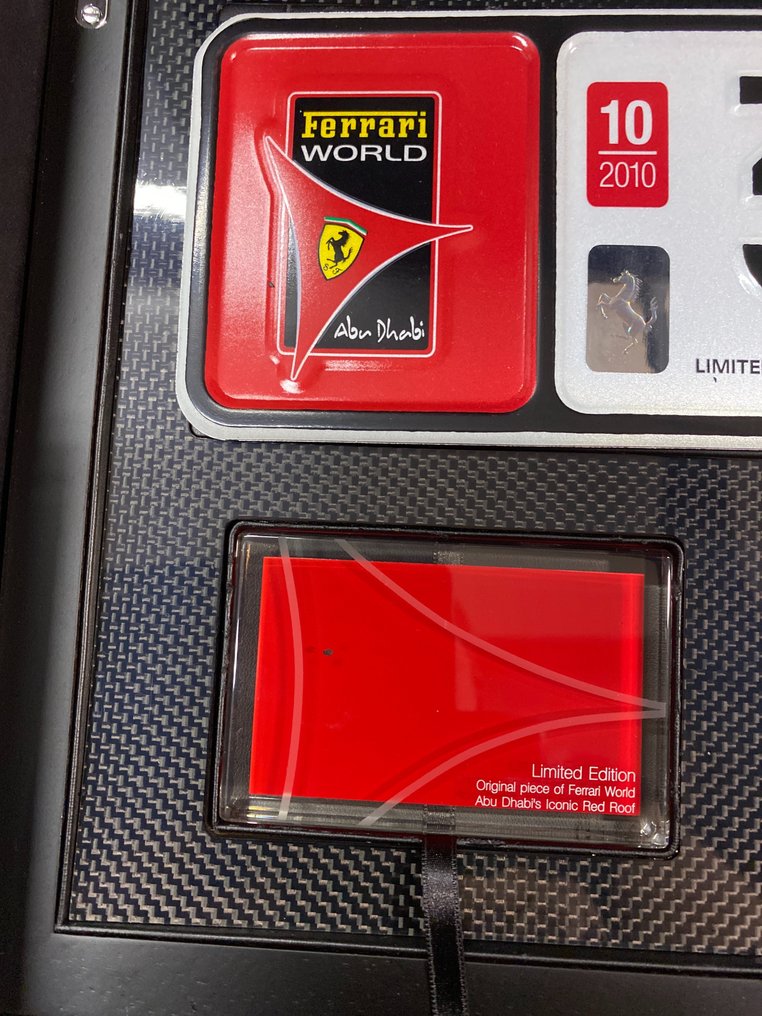 Ferrari
WORLD
Abu Dhabi
10
2010
LIMITE
Limited Edition
Original piece of Ferrari World
Abu Dhabi's Iconic Red Roof